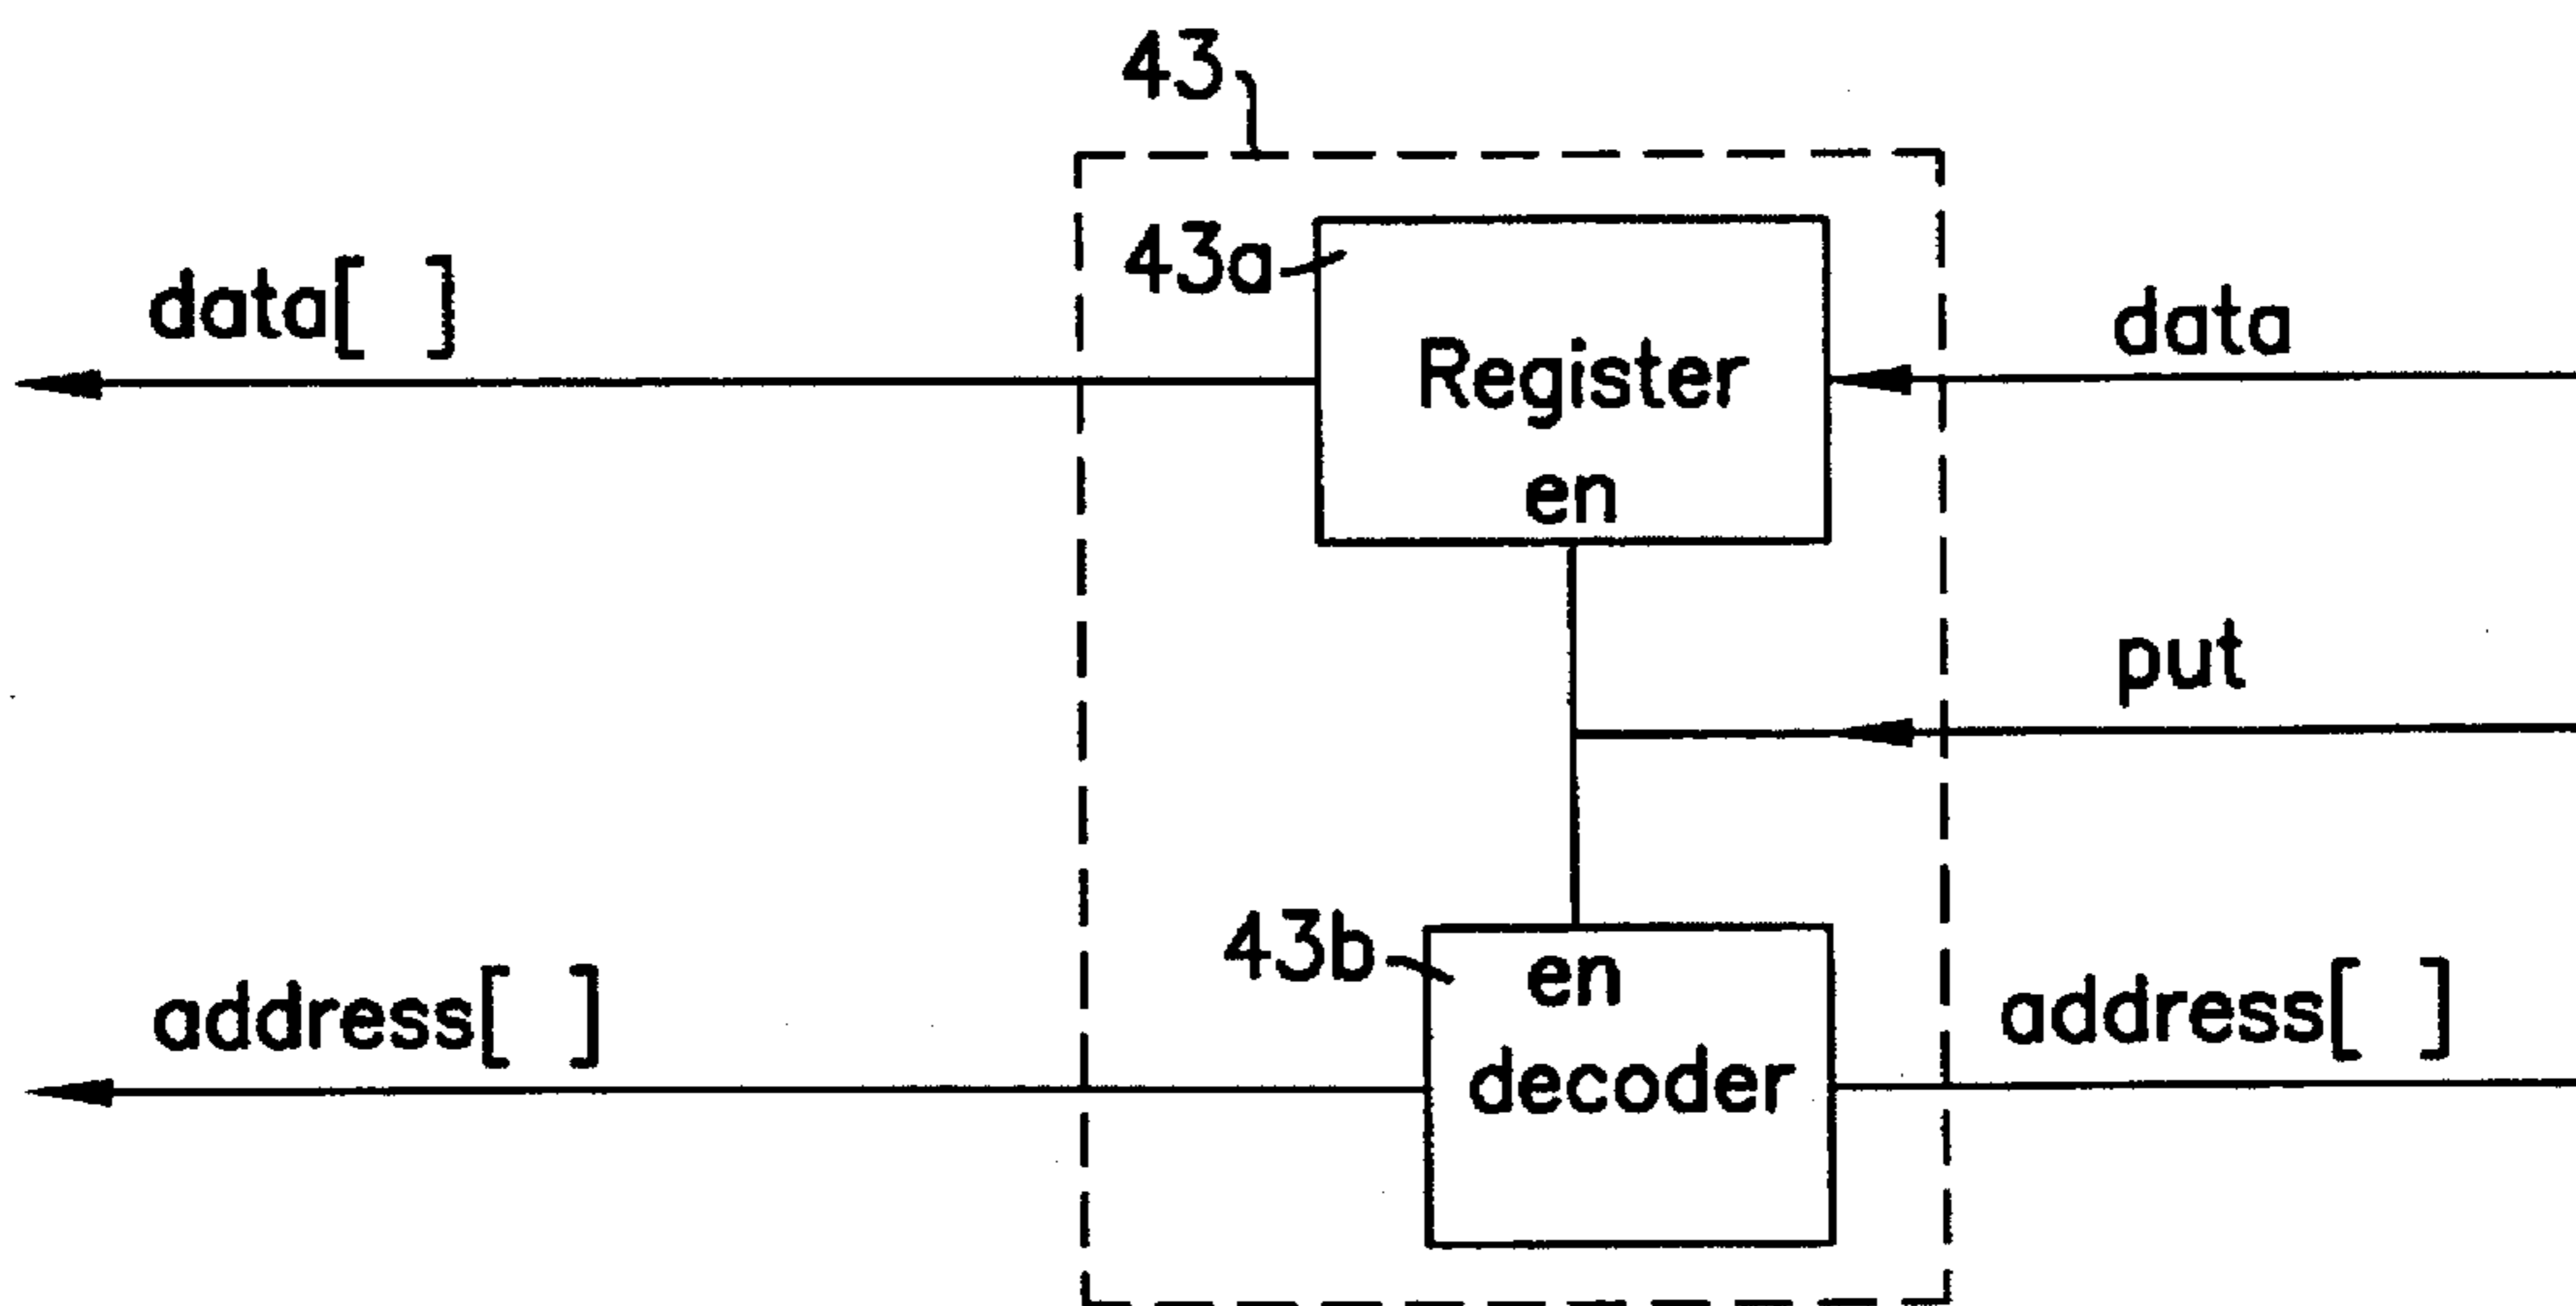 43
43a
data[ ]
Register
data
en
put
43b
en
address[ ]
decoder
address[ ]